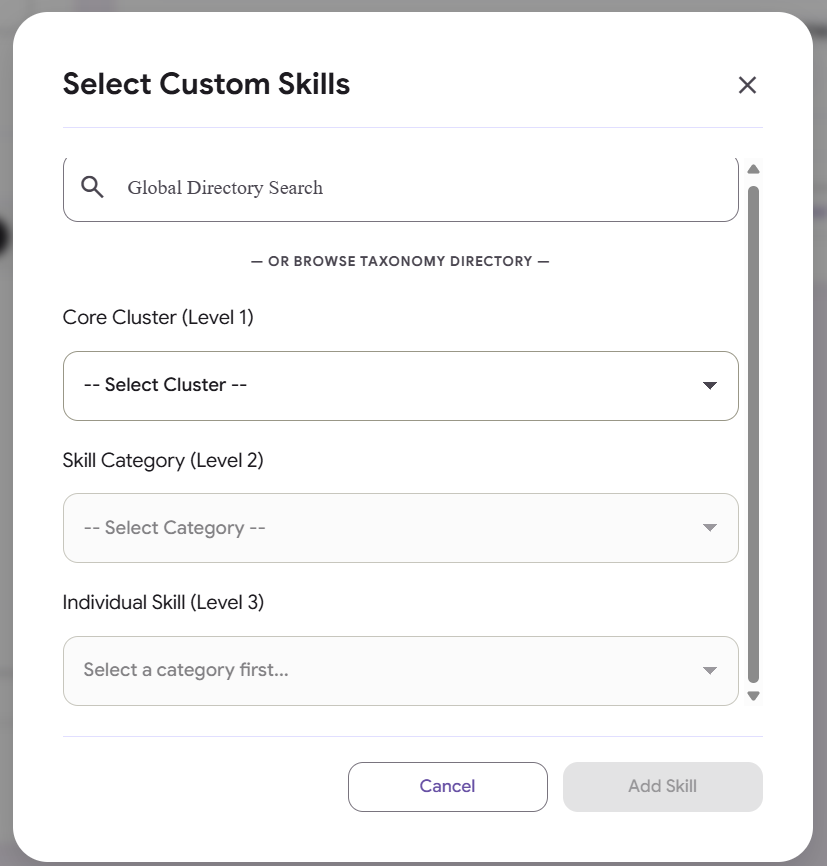 Select Custom Skills
Global Directory Search
— OR BROWSE TAXONOMY DIRECTORY —
Core Cluster (Level 1)
-- Select Cluster --
Skill Category (Level 2)
-- Select Category --
Individual Skill (Level 3)
Select a category first...
Cancel
Add Skill